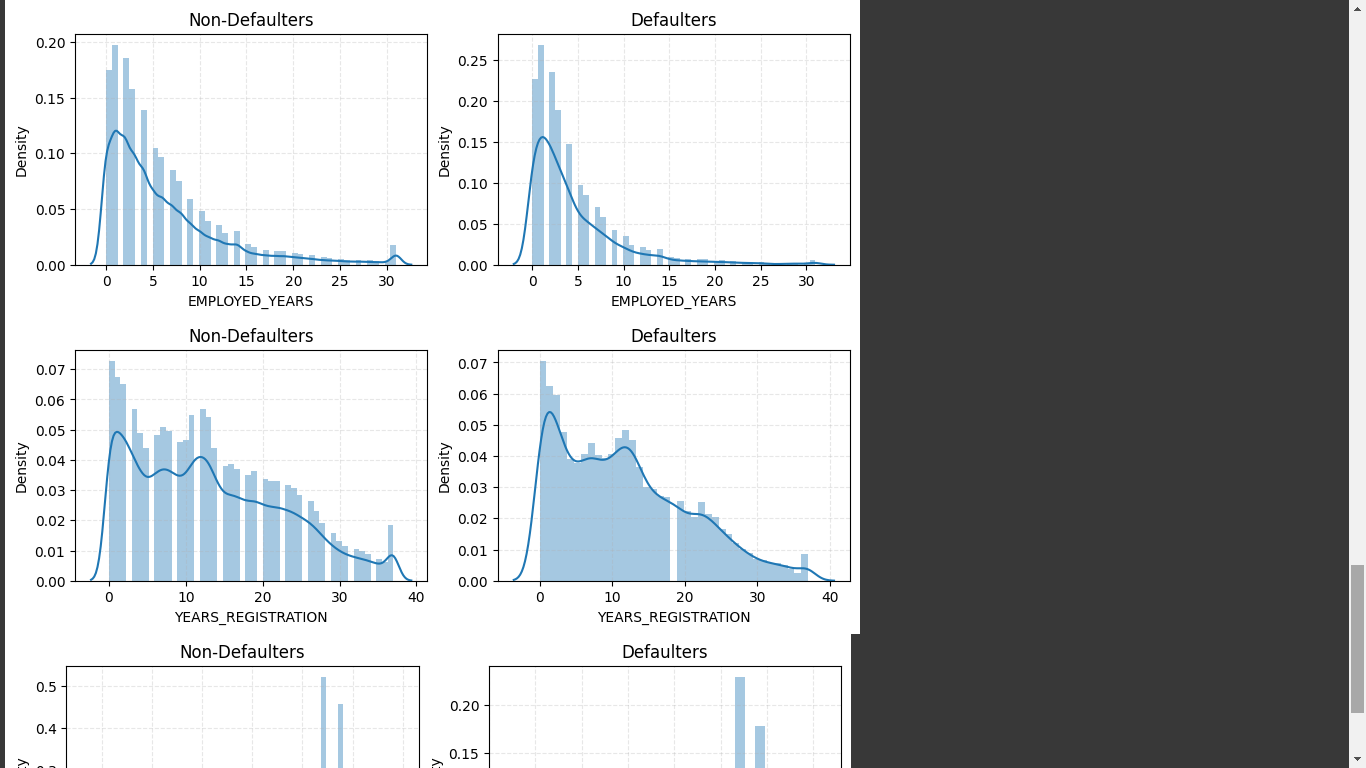 Non-Defaulters
0.20
0.15
0.10
0.05
0.00
Density
0 5 10 15 20 25 30
EMPLOYED_YEARS
Defaulters
0.25
0.20
0.15
0.10
0.05
0.00
Density
0 5 10 15 20 25 30
EMPLOYED_YEARS
Non-Defaulters
0.07
0.06
0.05
0.04
0.03
0.02
0.01
0.00
Density
0 10 20 30 40
YEARS_REGISTRATION
Defaulters
0.07
0.06
0.05
0.04
0.03
0.02
0.01
0.00
Density
0 10 20 30 40
YEARS_REGISTRATION
Non-Defaulters
0.5
0.4
Defaulters
0.20
0.15